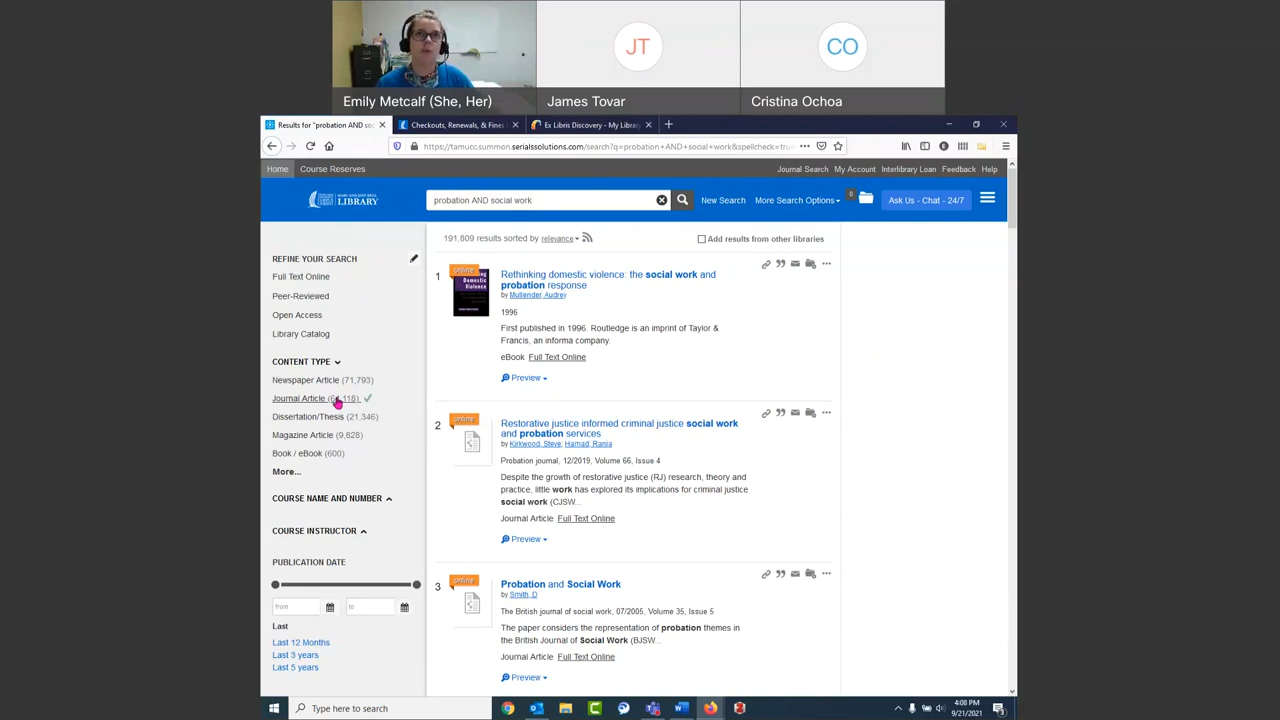 JT
CO
Emily Metcalf (She, Her)
James Tovar
Cristina Ochoa
Results for "probation AND soc
Checkouts, Renewals, & Fines
Ex Libris Discovery - My Library
https://tamucc.summon.serialssolutions.com/search?q=probation+AND+social+work&spellcheck=true
Home
Course Reserves
Journal Search
My Account
Interlibrary Loan
Feedback
Help
LIBRARY
probation AND social work
New Search
More Search Options
0
Ask Us - Chat - 24/7
191,809 results sorted by relevance
Add results from other libraries
REFINE YOUR SEARCH
Full Text Online
Peer-Reviewed
Open Access
Library Catalog
CONTENT TYPE
Newspaper Article (71,793)
Journal Article
Dissertation/Thesis (21,346)
Magazine Article (9,828)
Book / eBook (600)
More...
COURSE NAME AND NUMBER
COURSE INSTRUCTOR
PUBLICATION DATE
from
to
Last
Last 12 Months
Last 3 years
Last 5 years
1
online
Rethinking domestic violence: the social work and
probation response
by Mullender, Audrey
1996
First published in 1996. Routledge is an imprint of Taylor &
Francis, an informa company.
eBook Full Text Online
Preview
2
online
Restorative justice informed criminal justice social work
and probation services
by Kirkwood, Steve; Hamad, Rania
Probation journal, 12/2019, Volume 66, Issue 4
Despite the growth of restorative justice (RJ) research, theory and
practice, little work has explored its implications for criminal justice
social work (CJSW...
Journal Article Full Text Online
Preview
3
online
Probation and Social Work
by Smith, D
The British journal of social work, 07/2005, Volume 35, Issue 5
The paper considers the representation of probation themes in
the British Journal of Social Work (BJSW...
Journal Article Full Text Online
Preview
Type here to search
4:08 PM
9/21/2021